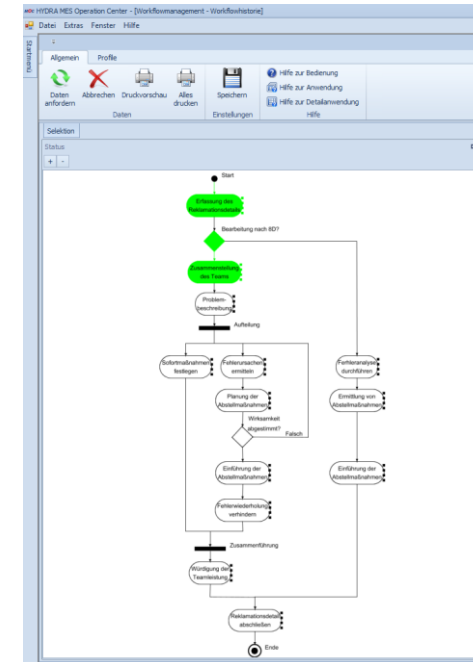 HYDRA MES Operation Center - [Workflowmanagement - Workflowhistorie]
Datei Extras Fenster Hilfe
Startmenü
Allgemein Profile
Daten anfordern
Abbrechen
Druckvorschau
Alles drucken
Speichern
Hilfe zur Bedienung
Hilfe zur Anwendung
Hilfe zur Detailanwendung
Daten
Einstellungen
Hilfe
Selektion
Status:
+ -
Start
Erfassung des
Reklamationsdetails
Bearbeitung nach 8D?
Zusammenstellung
des Teams
Problem-
beschreibung
Aufteilung
Sofortmaßnahmen
festlegen
Fehlerursachen
ermitteln
Ferhleranalyse
durchführen
Planung der
Abstellmaßnahmen
Ermittlung von
Abstellmaßnahmen
Wirksamkeit
abgestimmt?
Falsch
Einführung der
Abstellmaßnahmen
Einführung der
Abstellmaßnahmen
Fehlerwiederholung
verhindern
Zusammenführung
Würdigung der
Teamleistung
Reklamationsdetail
abschließen
Ende